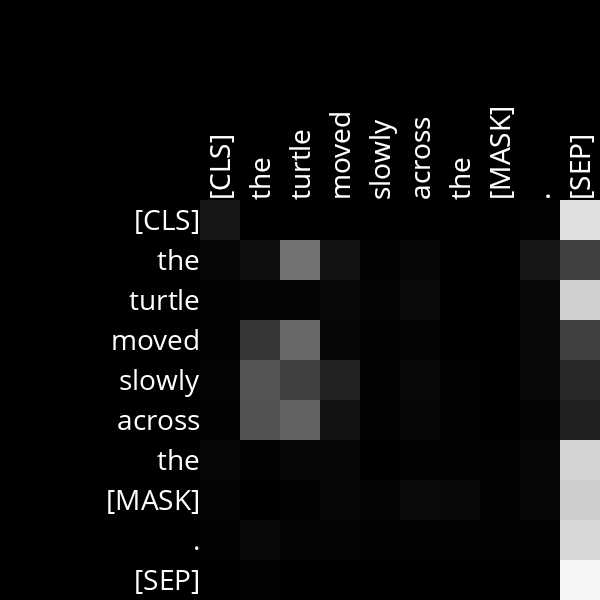 [CLS] the turtle moved slowly across the [MASK] . [SEP]
[CLS]
the
turtle
moved
slowly
across
the
[MASK]
.
[SEP]